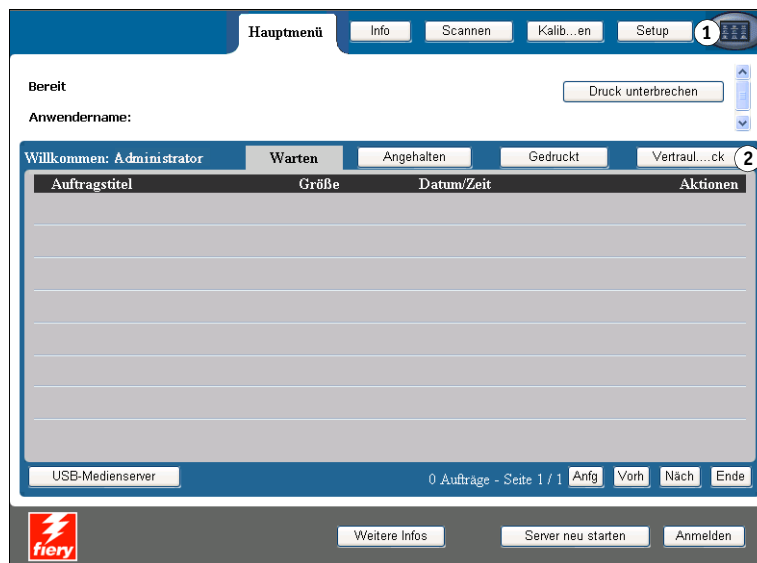 Hauptmenü Info Scannen Kalib...en Setup 1
Bereit
Druck unterbrechen
Anwendername:
Willkommen: Administrator Warten Angehalten Gedruckt Vertraul....ck 2
Auftragstitel Größe Datum/Zeit Aktionen
USB-Medienserver 0 Aufträge - Seite 1 / 1 Anfg Vorh Näch Ende
fiery Weitere Infos Server neu starten Anmelden